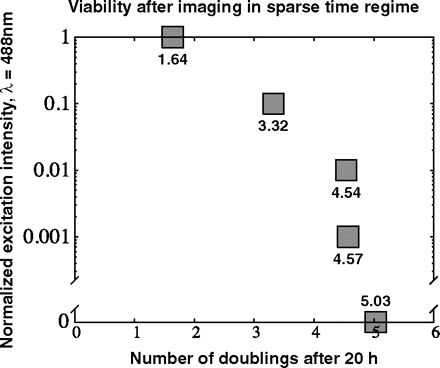 Viability after imaging in sparse time regime
Normalized excitation intensity, λ = 488nm
1
1.64
0.1
3.32
0.01
4.54
0.001
4.57
5.03
0
0 1 2 3 4 5 6
Number of doublings after 20 h